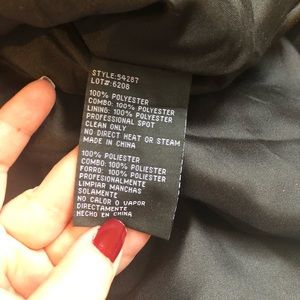 STYLE:54287
LOT#:6208
100% POLYESTER
COMBO: 100% POLYESTER
LINING: 100% POLYESTER
PROFESSIONAL SPOT
CLEAN ONLY
NO DIRECT HEAT OR STEAM
MADE IN CHINA
100% POLIESTER
COMBO: 100% POLIESTER
FORRO: 100% POLIESTER
PROFESIONALMENTE
LIMPIAR MANCHAS
SOLAMENTE
NO CALOR O VAPOR
DIRECTAMENTE
HECHO EN CHINA